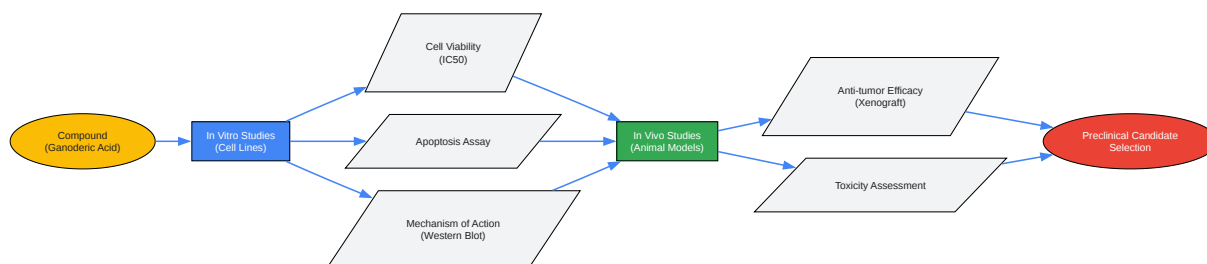 Compound
(Ganoderic Acid)
In Vitro Studies
(Cell Lines)
Cell Viability
(IC50)
Apoptosis Assay
Mechanism of Action
(Western Blot)
In Vivo Studies
(Animal Models)
Anti-tumor Efficacy
(Xenograft)
Toxicity Assessment
Preclinical Candidate
Selection